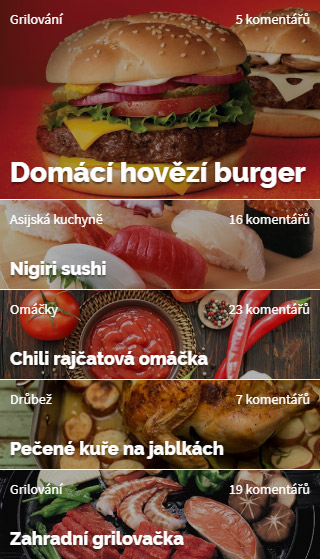 Grilování 5 komentářů
Domácí hovězí burger
Asijská kuchyně 16 komentářů
Nigiri sushi
Omáčky 23 komentářů
Chili rajčatová omáčka
Drůbež 7 komentářů
Pečené kuře na jablkách
Grilování 19 komentářů
Zahradní grilovačka